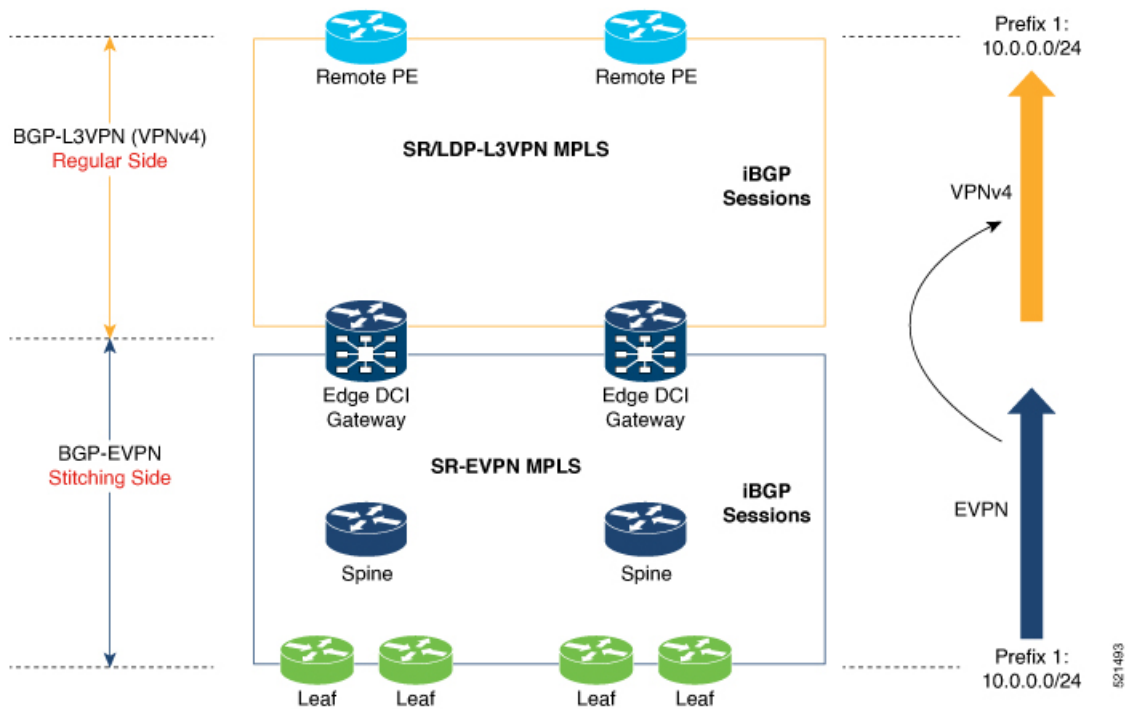 Prefix 1:
10.0.0.0/24
Remote PE
Remote PE
BGP-L3VPN (VPNv4)
Regular Side
SR/LDP-L3VPN MPLS
iBGP
Sessions
VPNv4
Edge DCI
Gateway
Edge DCI
Gateway
BGP-EVPN
Stitching Side
SR-EVPN MPLS
iBGP
Sessions
EVPN
Spine
Spine
Leaf
Leaf
Leaf
Leaf
Prefix 1:
10.0.0.0/24
521493